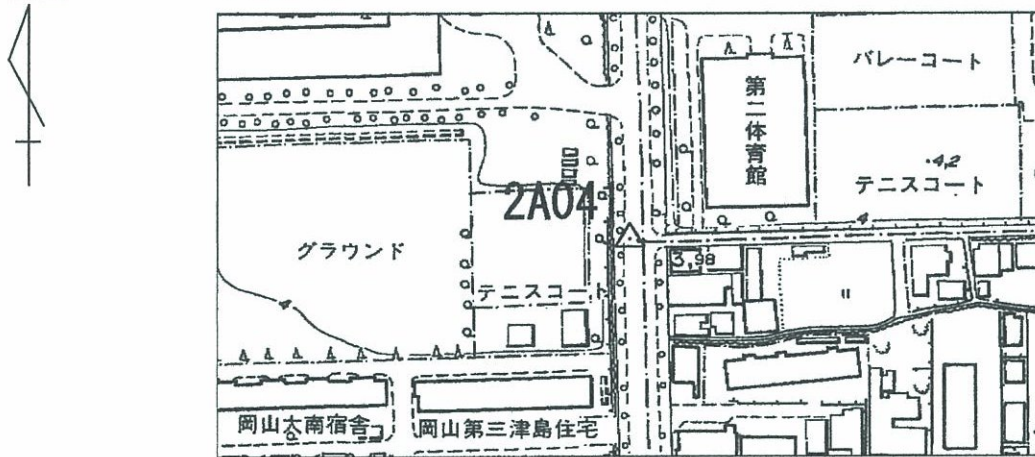 バレーコート
第二体育館
4.2
テニスコート
2A04
4
グラウンド
3.98
テニスコート
4
岡山大南宿舎
岡山第三津島住宅